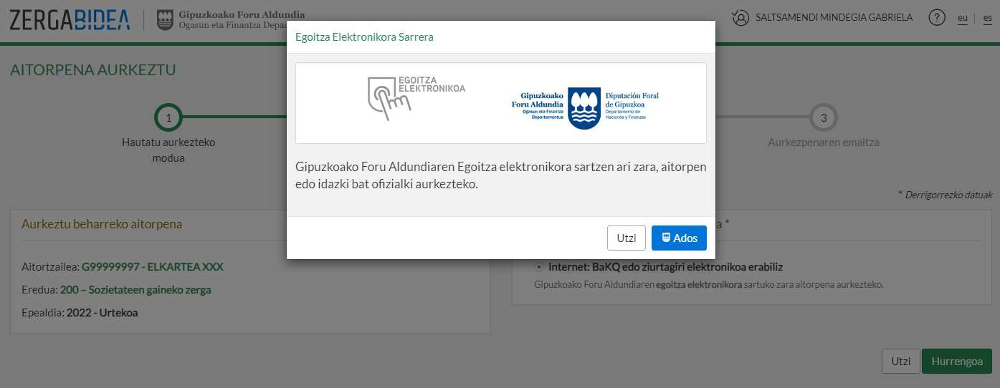 ZERGABIDEA
Gipuzkoako Foru Aldundia
Ogasun eta Finantza
SALTSAMENDI MINDEGIA GABRIELA
?
eu
es
Egoitza Elektronikora Sarrera
EGOITZA
ELEKTRONIKOA
Gipuzkoako
Foru Aldundia
Ogasun eta Finantza
Departamentua
Diputación Foral
de Gipuzkoa
Departamento de
Hacienda y Finanzas
Gipuzkoako Foru Aldundiaren Egoitza elektronikora sartzen ari zara, aitorpen
edo idazki bat ofizialki aurkezteko.
Utzi
Ados
AITORPENA AURKEZTU
1
Hautatu aurkezteko
modua
3
Aurkezpenaren emaitza
* Derrigorrezko datuak
Aurkeztu beharreko aitorpena
Aitortzailea: G99999997 - ELKARTEA XXX
Eredua: 200 – Sozietateen gaineko zerga
Epealdia: 2022 - Urtekoa
a *
Internet: BaKQ edo ziurtagiri elektronikoa erabiliz
Gipuzkoako Foru Aldundiaren egoitza elektronikora sartuko zara aitorpena aurkezteko.
Utzi
Hurrengoa